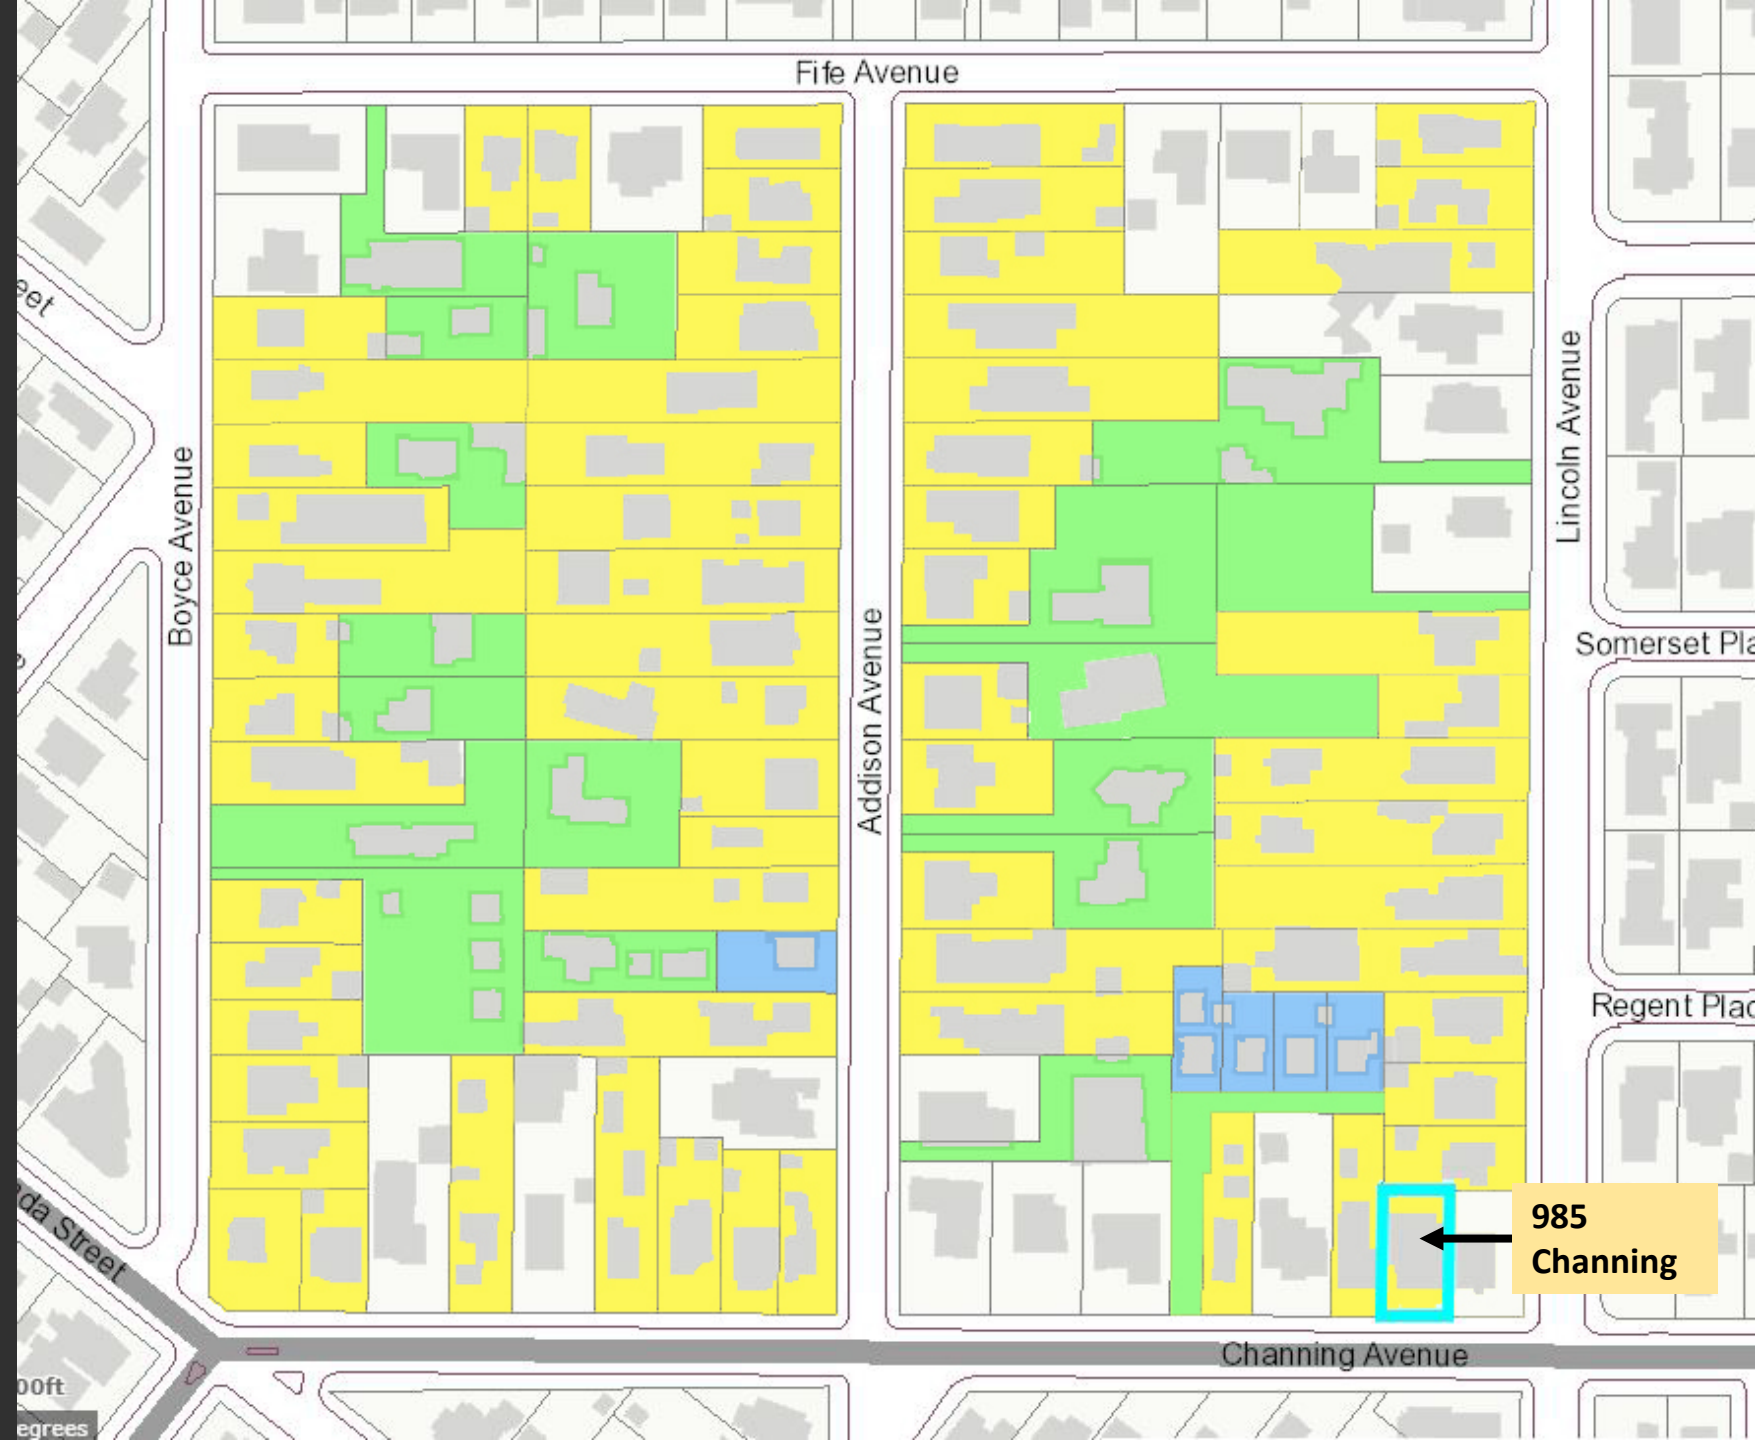 Fife Avenue
eet
Boyce Avenue
Addison Avenue
Lincoln Avenue
Somerset Pla
Regent Plac
da Street
985
Channing
Channing Avenue
00ft
egrees